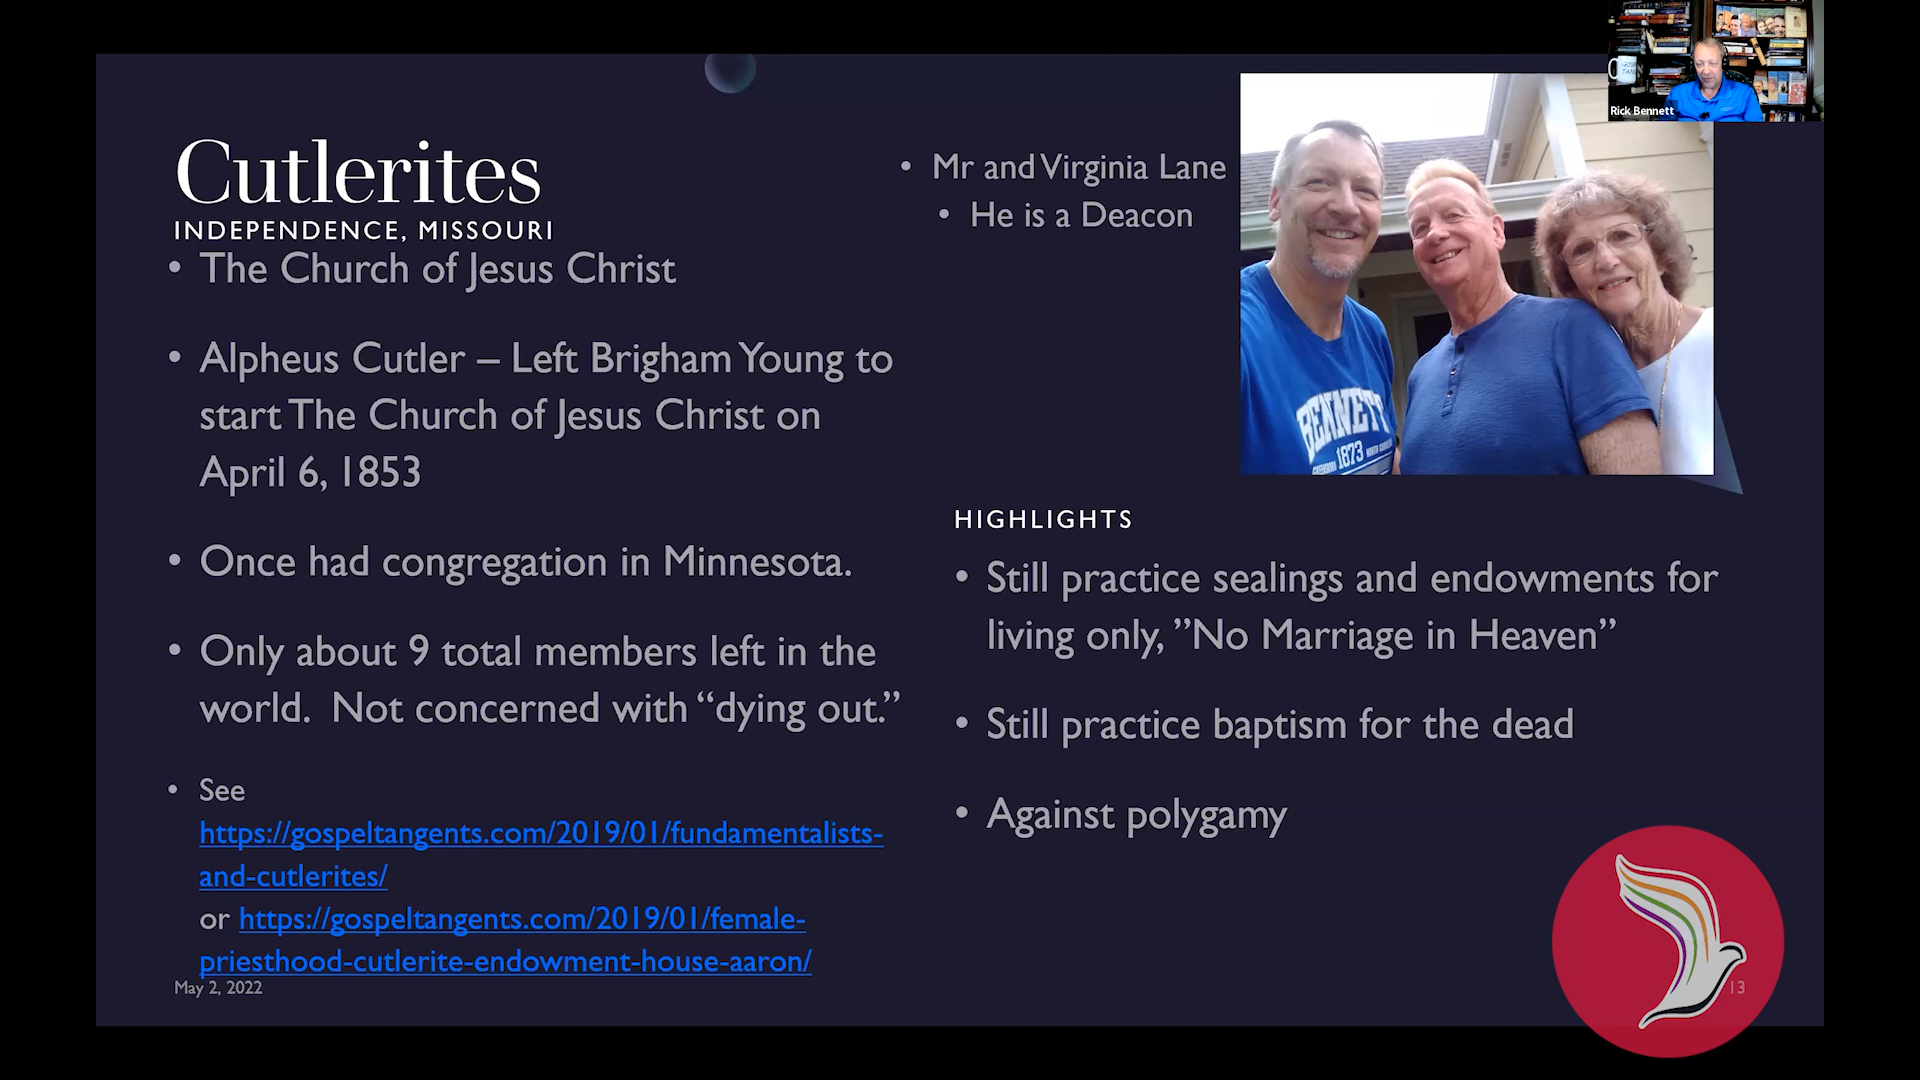 Cutlerites
INDEPENDENCE, MISSOURI
• The Church of Jesus Christ
• Alpheus Cutler – Left Brigham Young to
start The Church of Jesus Christ on
April 6, 1853
• Once had congregation in Minnesota.
• Only about 9 total members left in the
world. Not concerned with “dying out.”
• See
https://gospeltangents.com/2019/01/fundamentalists-
and-cutlerites/
or https://gospeltangents.com/2019/01/female-
priesthood-cutlerite-endowment-house-aaron/
May 2, 2022
• Mr and Virginia Lane
• He is a Deacon
BENNETT
1873
Rick Bennett
HIGHLIGHTS
• Still practice sealings and endowments for
living only, ”No Marriage in Heaven”
• Still practice baptism for the dead
• Against polygamy
13